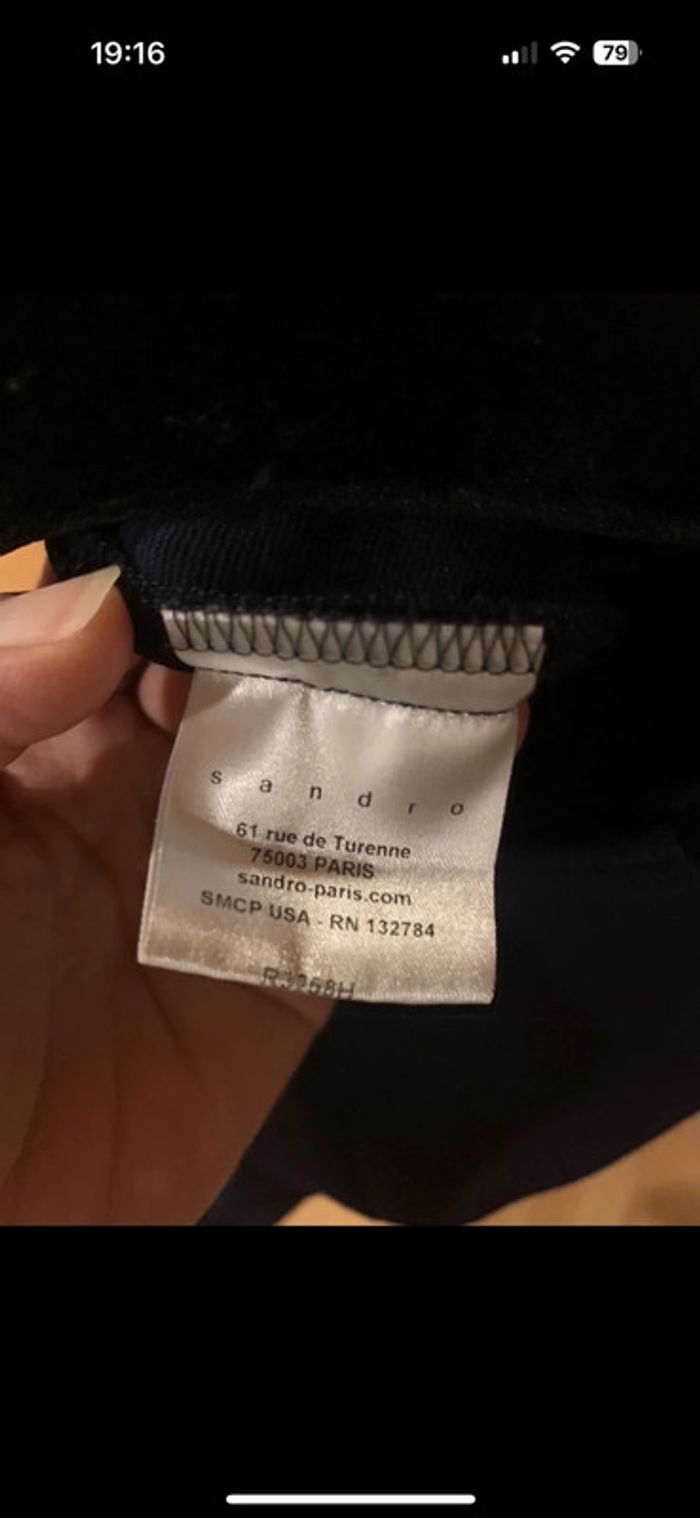 19:16
79
s a n d r o
61 rue de Turenne
75003 PARIS
sandro-paris.com
SMCP USA - RN 132784